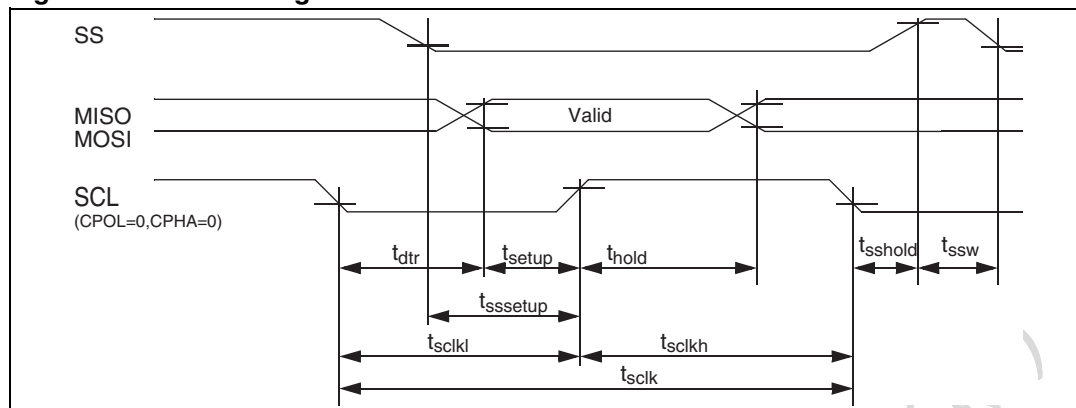 SS
MISO
MOSI
Valid
SCL
(CPOL=0,CPHA=0)
tdtr
tsetup
thold
tsshold
tssw
tsssetup
tsclkl
tsclkh
tsclk